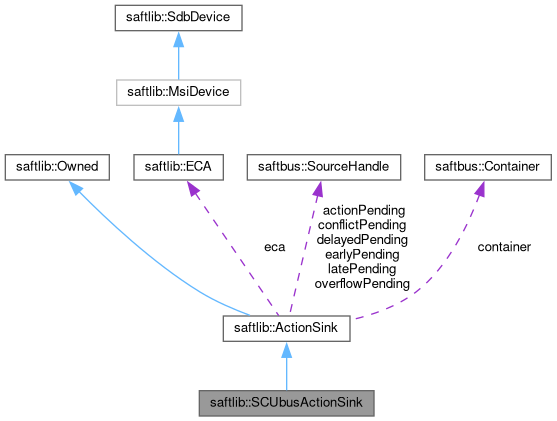 saftlib::SdbDevice
saftlib::MsiDevice
saftlib::Owned
saftlib::ECA
saftbus::SourceHandle
saftbus::Container
eca
actionPending
conflictPending
delayedPending
earlyPending
latePending
overflowPending
container
saftlib::ActionSink
saftlib::SCUbusActionSink